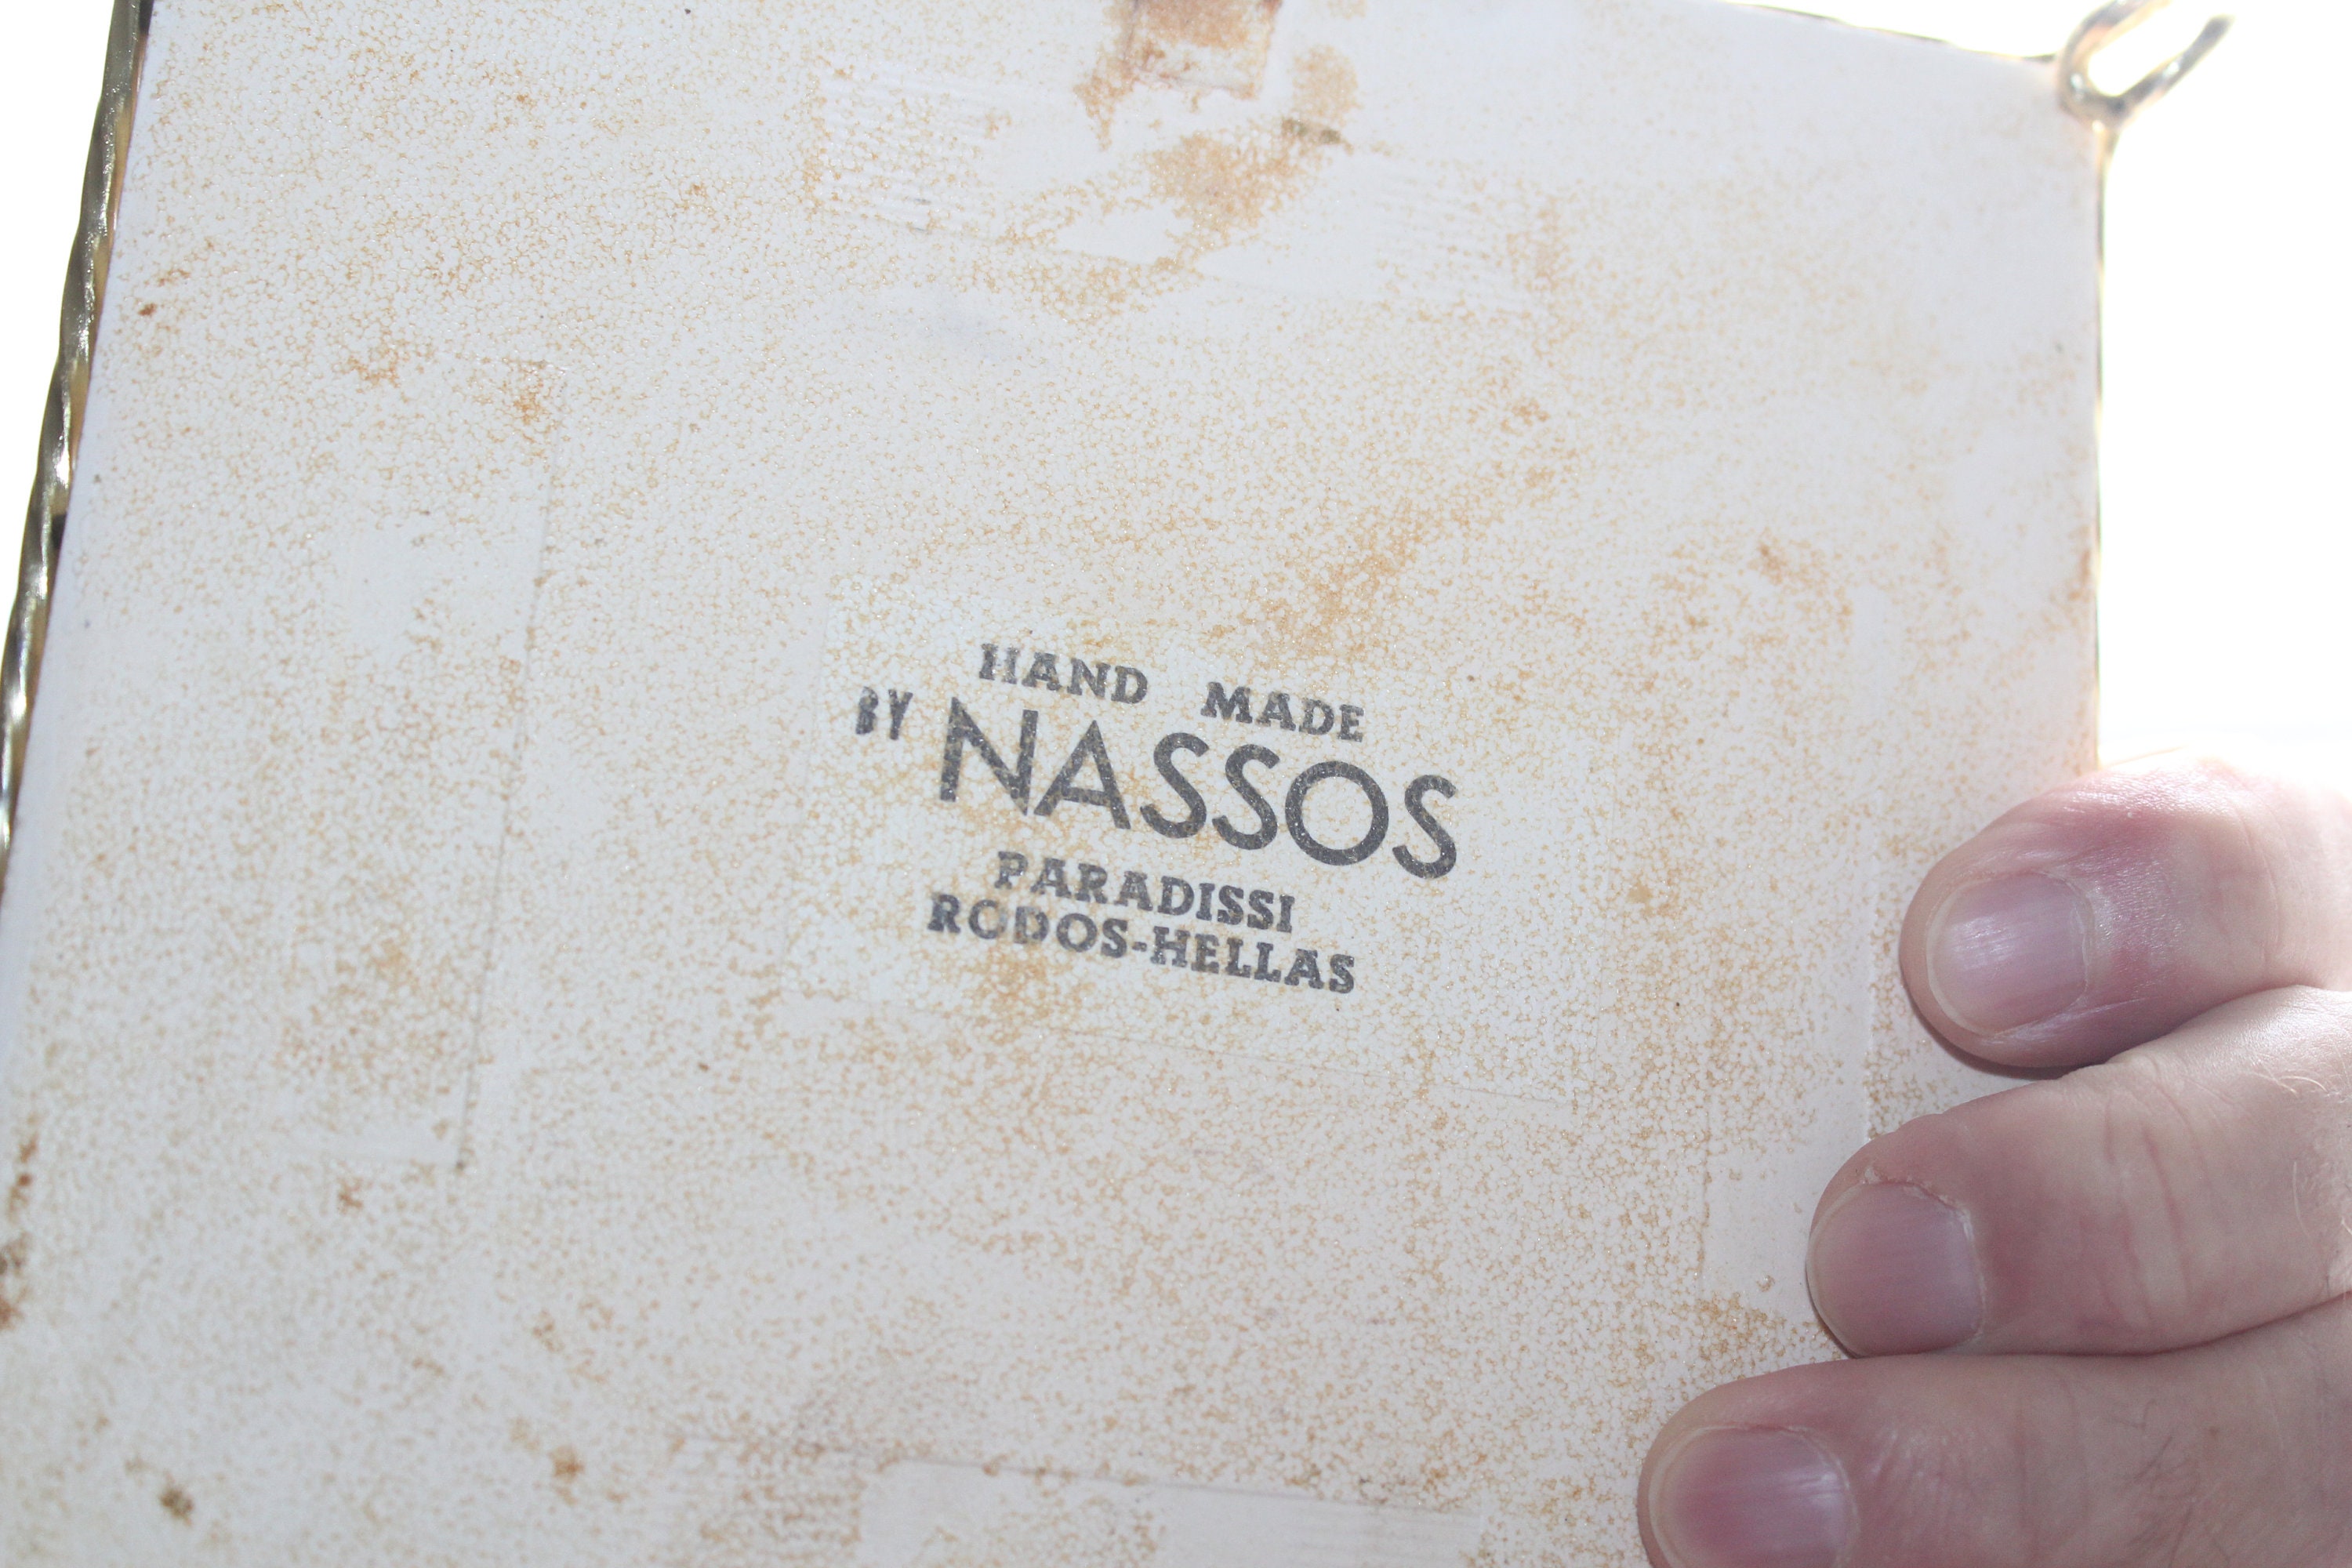 HAND MADE
BY NASSOS
PARADISSI
RODOS-HELLAS